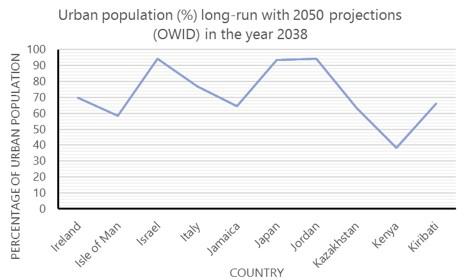 Urban population (%) long-run with 2050 projections
(OWID) in the year 2038
PERCENTAGE OF URBAN POPULATION
100
90
80
70
60
50
40
30
20
10
0
Ireland
Isle of Man
Israel
Italy
Jamaica
Japan
Jordan
Kazakhstan
Kenya
Kiribati
COUNTRY